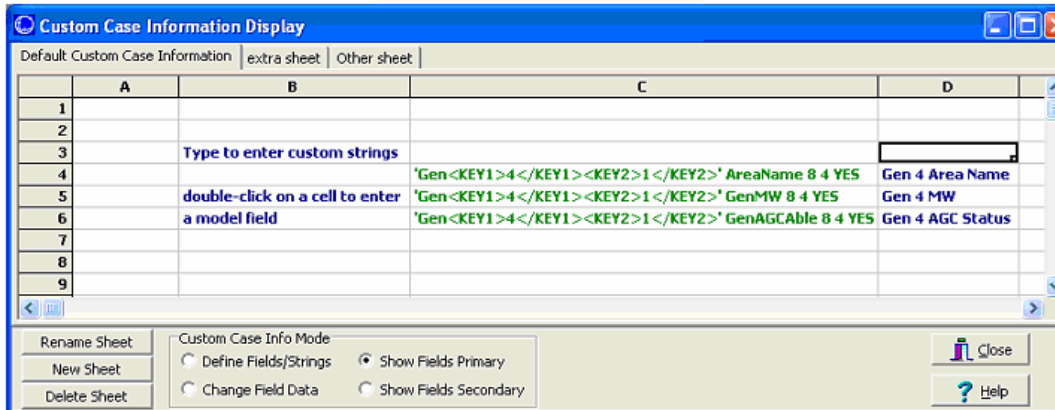 Custom Case Information Display
Default Custom Case Information extra sheet Other sheet
A B C D
1
2
3 Type to enter custom strings
4 'Gen<KEY1>4</KEY1><KEY2>1</KEY2>' AreaName 8 4 YES Gen 4 Area Name
5 double-click on a cell to enter 'Gen<KEY1>4</KEY1><KEY2>1</KEY2>' GenMW 8 4 YES Gen 4 MW
6 a model field 'Gen<KEY1>4</KEY1><KEY2>1</KEY2>' GenAGCAble 8 4 YES Gen 4 AGC Status
7
8
9
Rename Sheet Custom Case Info Mode
Define Fields/Strings Show Fields Primary Close
New Sheet
Change Field Data Show Fields Secondary Help
Delete Sheet